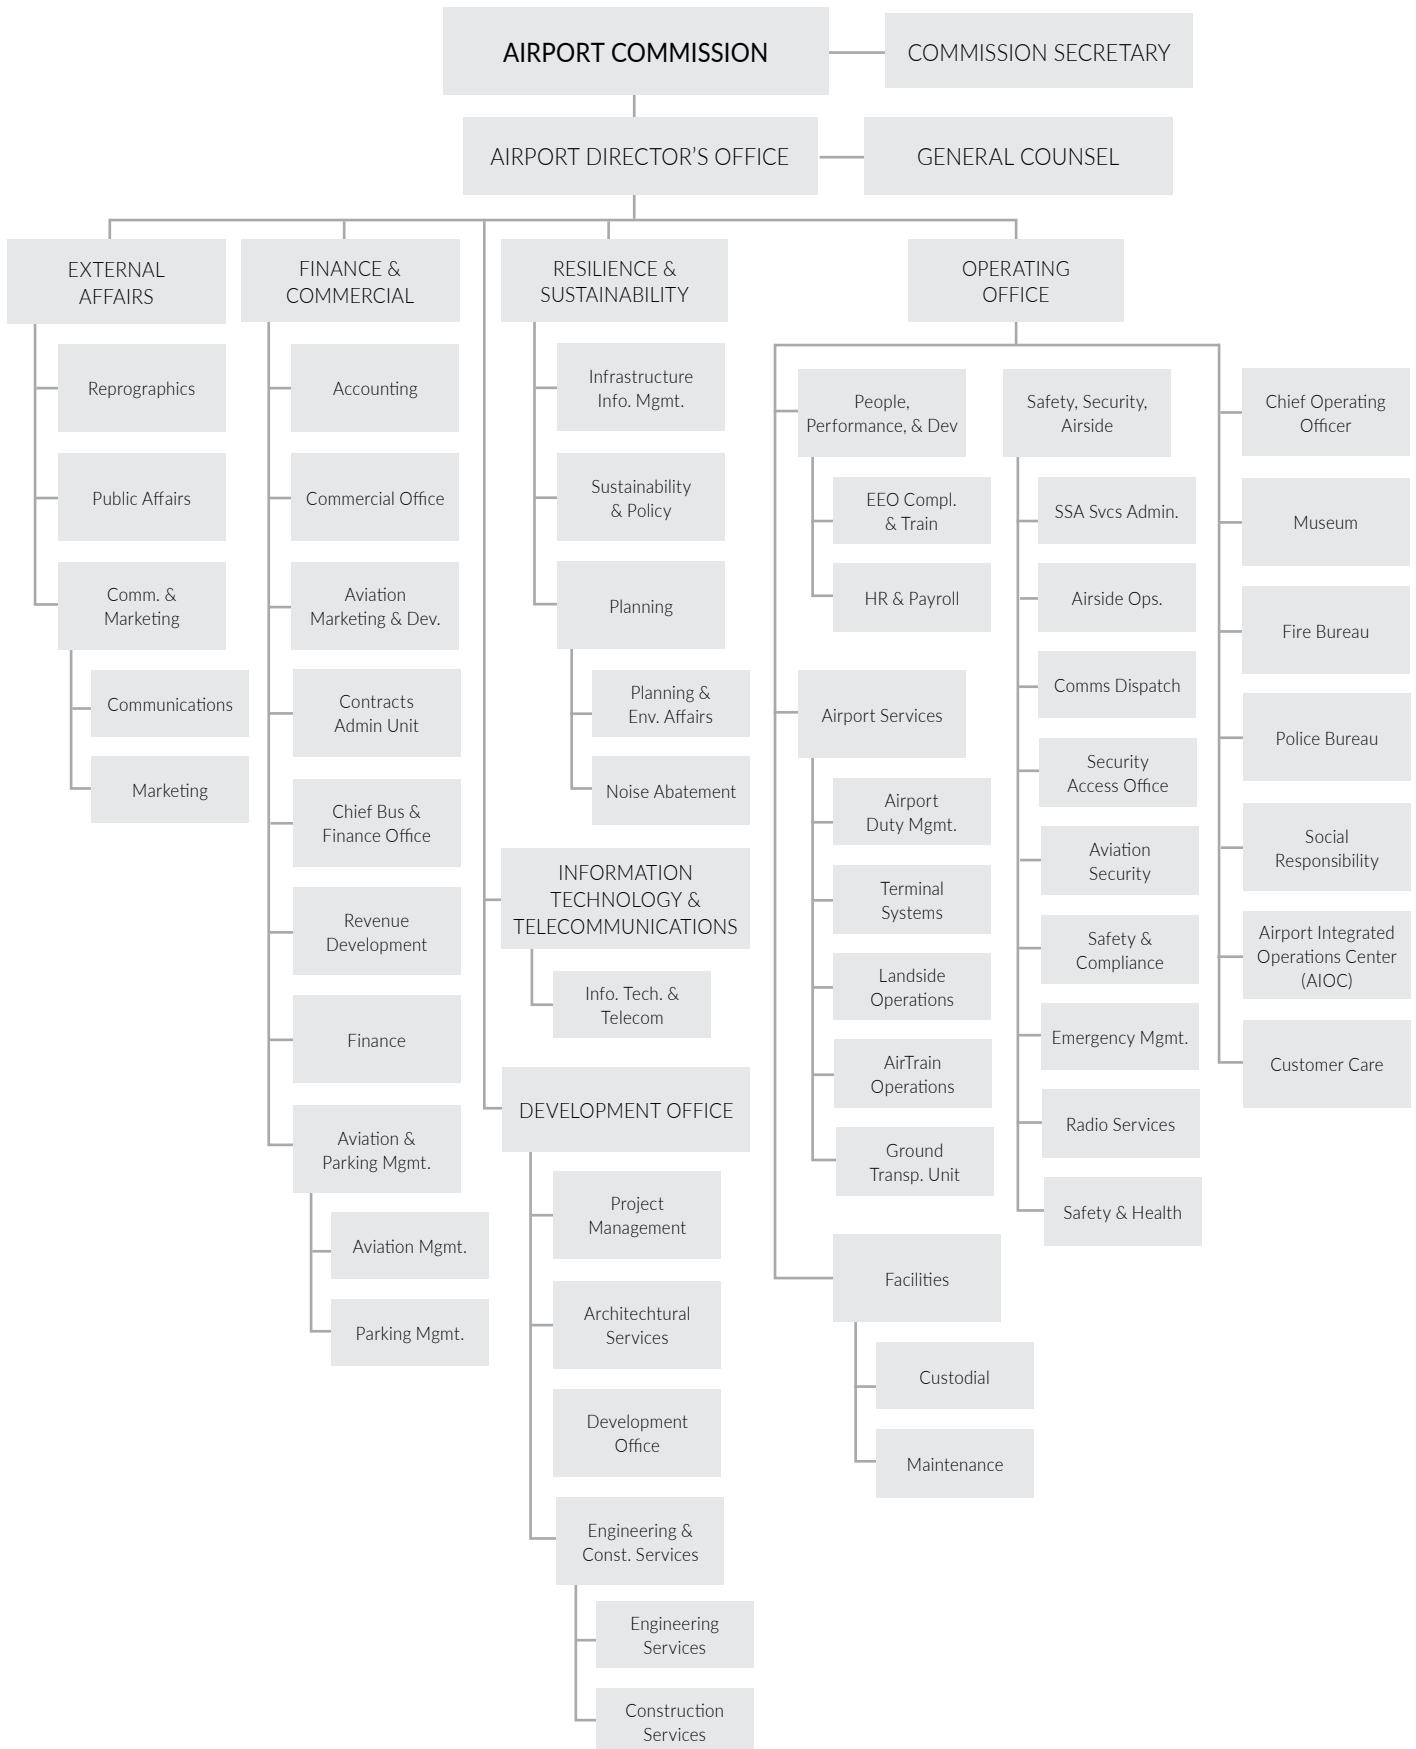 AIRPORT COMMISSION
COMMISSION SECRETARY
AIRPORT DIRECTOR'S OFFICE
GENERAL COUNSEL
EXTERNAL
AFFAIRS
Reprographics
Public Affairs
Comm. &
Marketing
Communications
Marketing
FINANCE &
COMMERCIAL
Accounting
Commercial Office
Aviation
Marketing & Dev.
Contracts
Admin Unit
Chief Bus &
Finance Office
Revenue
Development
Finance
Aviation &
Parking Mgmt.
Aviation Mgmt.
Parking Mgmt.
RESILIENCE &
SUSTAINABILITY
Infrastructure
Info. Mgmt.
Sustainability
& Policy
Planning
Planning &
Env. Affairs
Noise Abatement
INFORMATION
TECHNOLOGY &
TELECOMMUNICATIONS
Info. Tech. &
Telecom
DEVELOPMENT OFFICE
Project
Management
Architechtural
Services
Development
Office
Engineering &
Const. Services
Engineering
Services
Construction
Services
OPERATING
OFFICE
People,
Performance, & Dev
EEO Compl.
& Train
HR & Payroll
Airport Services
Airport
Duty Mgmt.
Terminal
Systems
Landside
Operations
AirTrain
Operations
Ground
Transp. Unit
Facilities
Custodial
Maintenance
Safety, Security,
Airside
SSA Svcs Admin.
Airside Ops.
Comms Dispatch
Security
Access Office
Aviation
Security
Safety &
Compliance
Emergency Mgmt.
Radio Services
Safety & Health
Chief Operating
Officer
Museum
Fire Bureau
Police Bureau
Social
Responsibility
Airport Integrated
Operations Center
(AIOC)
Customer Care